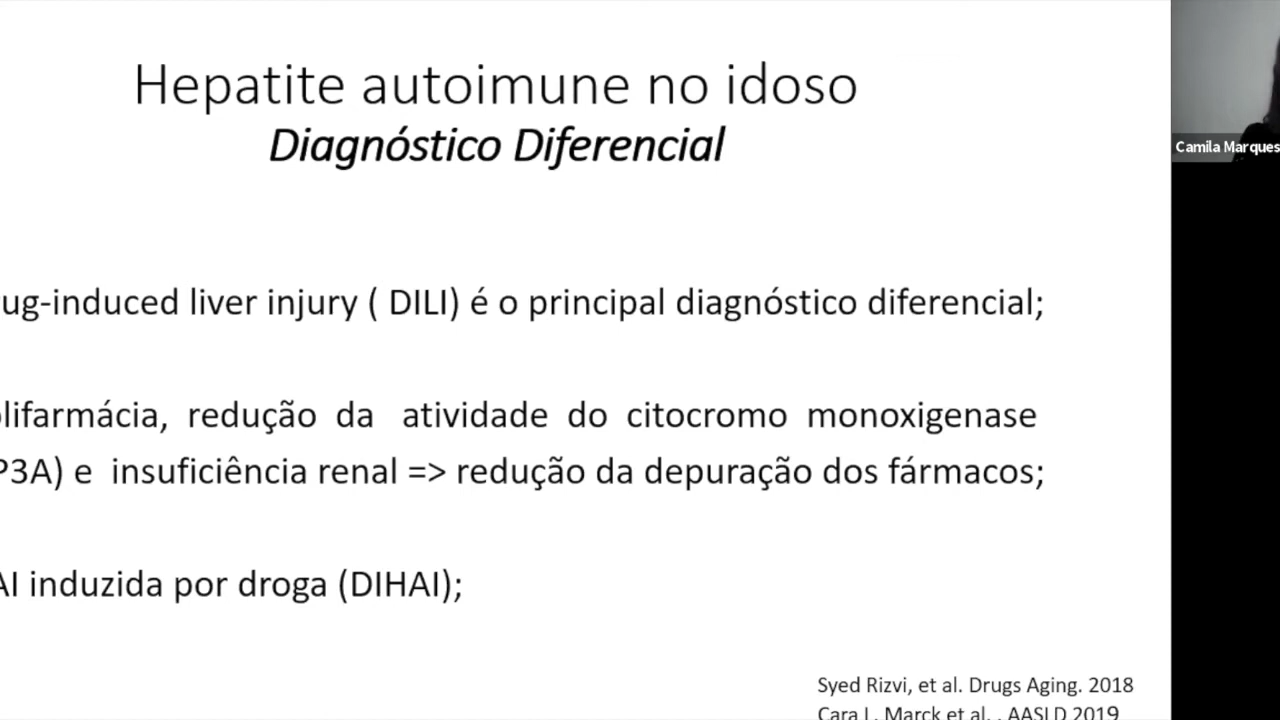 Hepatite autoimune no idoso
Diagnóstico Diferencial
Camila Marques
ug-induced liver injury ( DILI) é o principal diagnóstico diferencial;
olifarmácia, redução da atividade do citocromo monoxigenase
P3A) e insuficiência renal => redução da depuração dos fármacos;
AI induzida por droga (DIHAI);
Syed Rizvi, et al. Drugs Aging. 2018
Cara L. Marck et al. , AASLD 2019